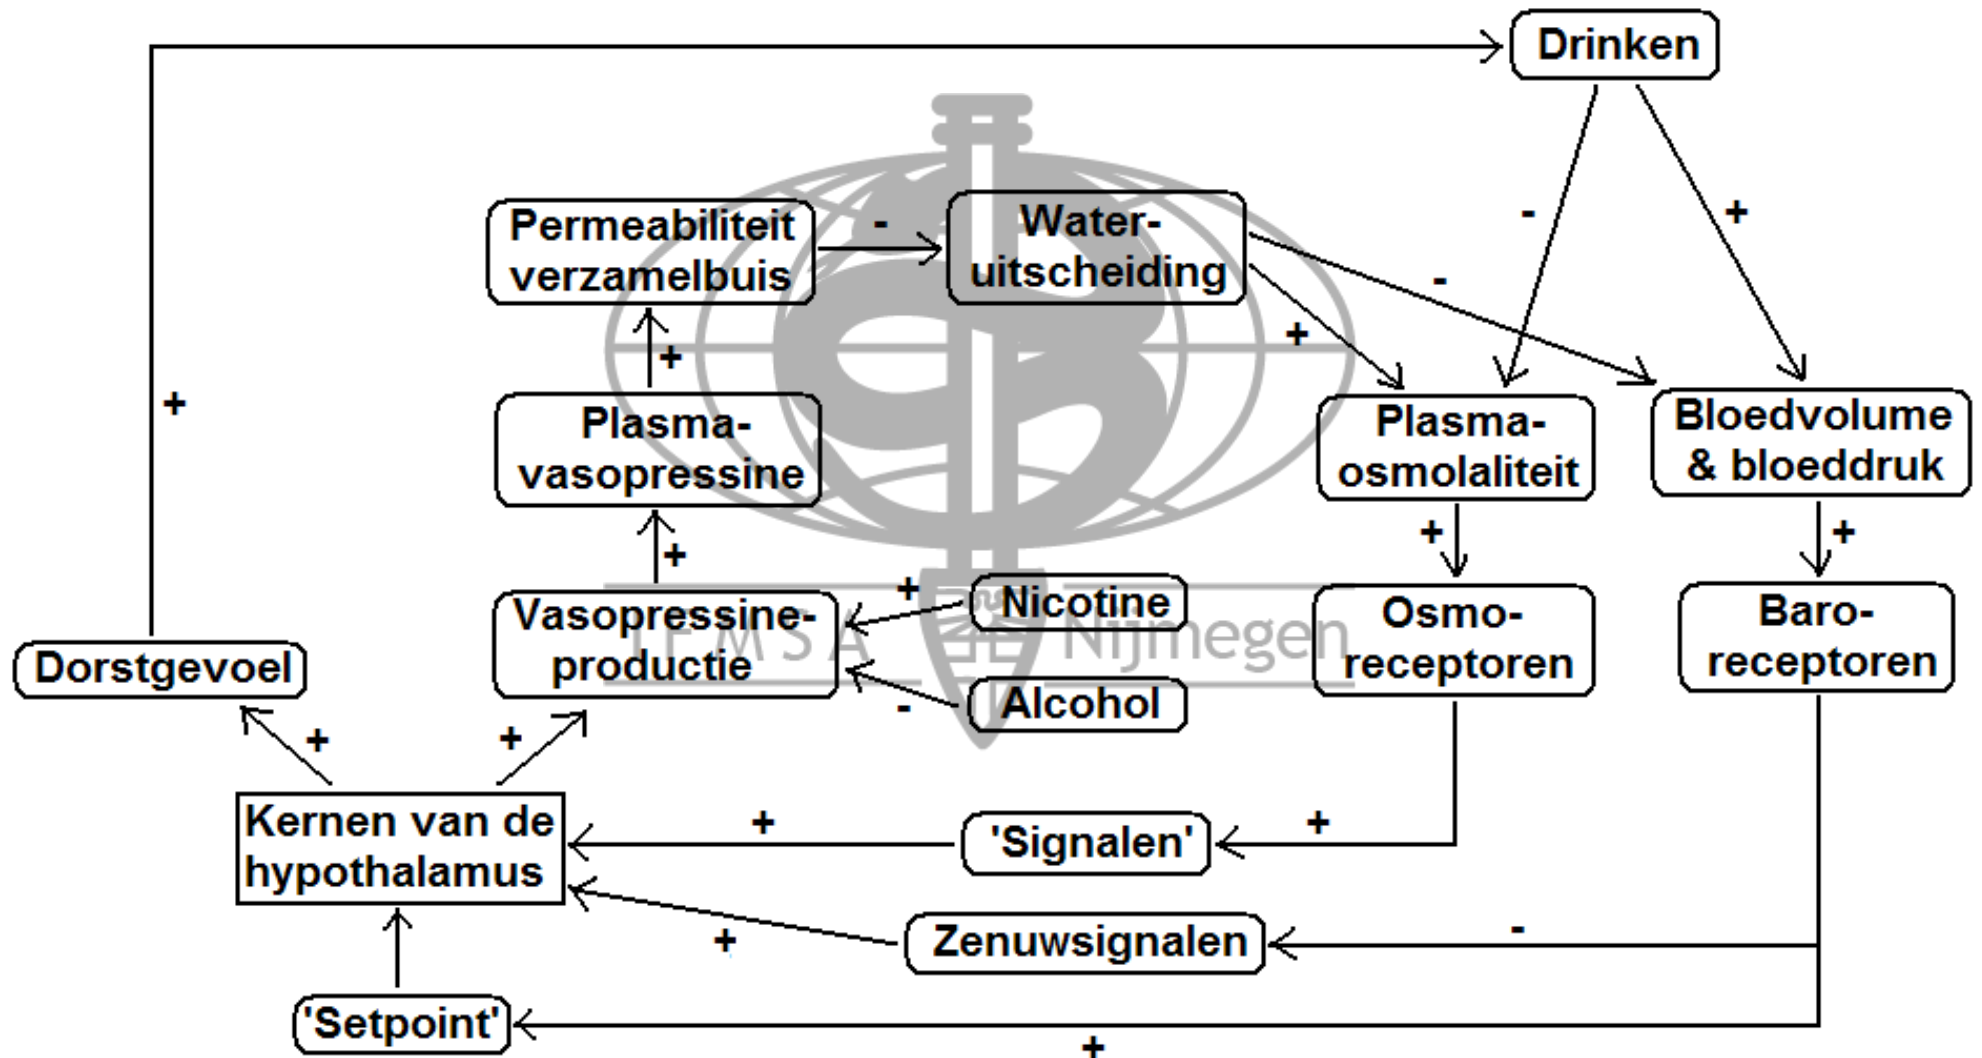 Drinken
+
-
+
Permeabiliteit
verzamelbuis
-
Water-
uitscheiding
-
+
+
Plasma-
vasopressine
Plasma-
osmolaliteit
Bloedvolume
& bloeddruk
+
+
+
Vasopressine-
productie
+
Nicotine
-
Alcohol
IFMSA
Nijmegen
Osmo-
receptoren
Baro-
receptoren
Dorstgevoel
+
+
Kernen van de
hypothalamus
+
'Signalen'
+
+
Zenuwsignalen
-
'Setpoint'
+